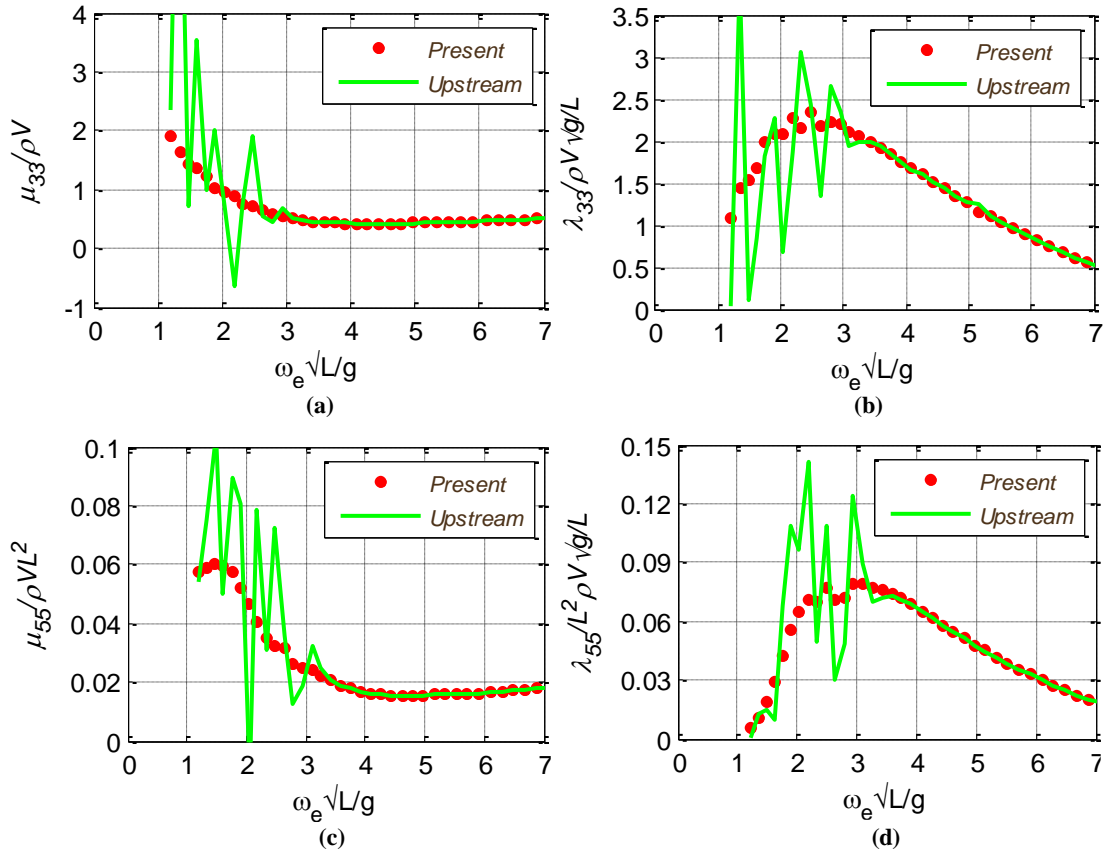 4
3
2
1
0
-1
0 1 2 3 4 5 6 7
μ33/ρV
ωe√L/g
Present
Upstream
(a)
3.5
3
2.5
2
1.5
1
0.5
0
0 1 2 3 4 5 6 7
λ33/ρV√g/L
ωe√L/g
Present
Upstream
(b)
0.1
0.08
0.06
0.04
0.02
0
0 1 2 3 4 5 6 7
μ55/ρVL²
ωe√L/g
Present
Upstream
(c)
0.15
0.12
0.09
0.06
0.03
0
0 1 2 3 4 5 6 7
λ55/L²ρV√g/L
ωe√L/g
Present
Upstream
(d)